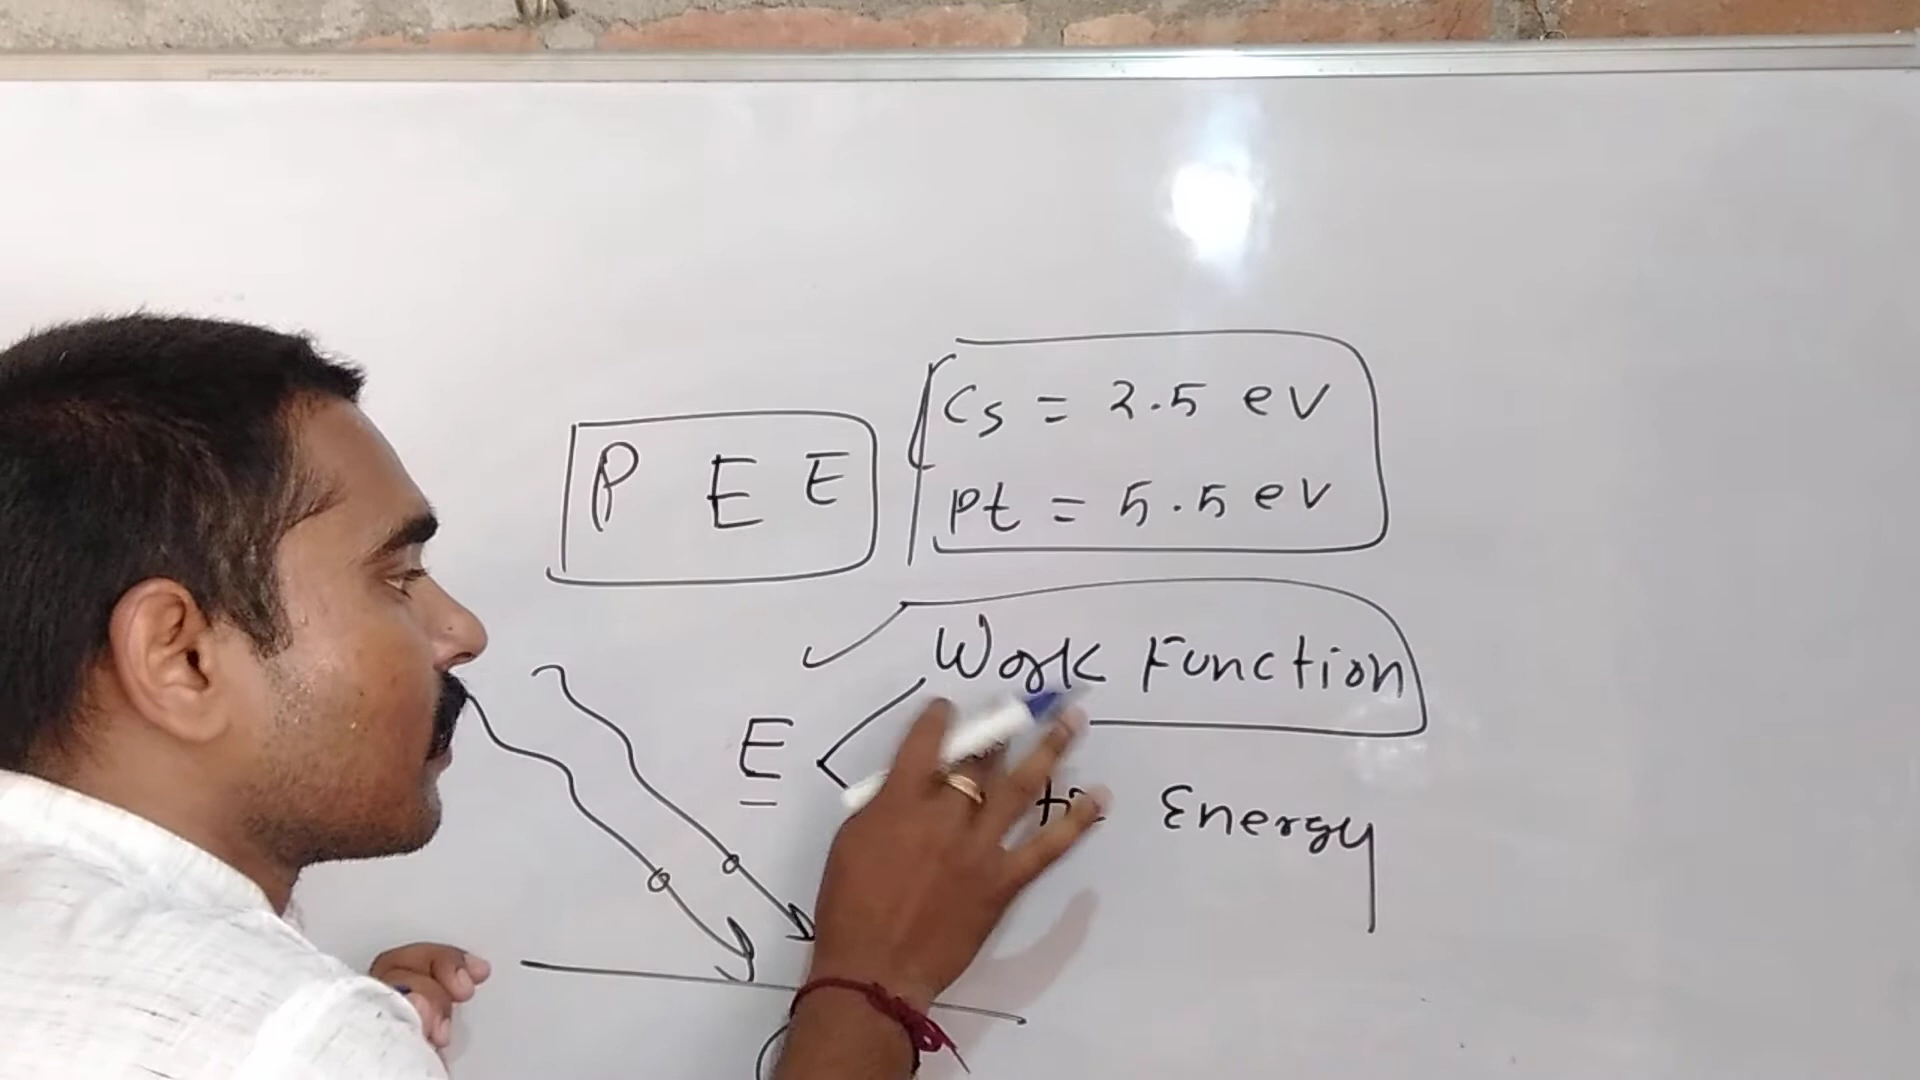 P E E
Cs = 2.5 ev
Pt = 5.5 ev
Work Function
E
Energy